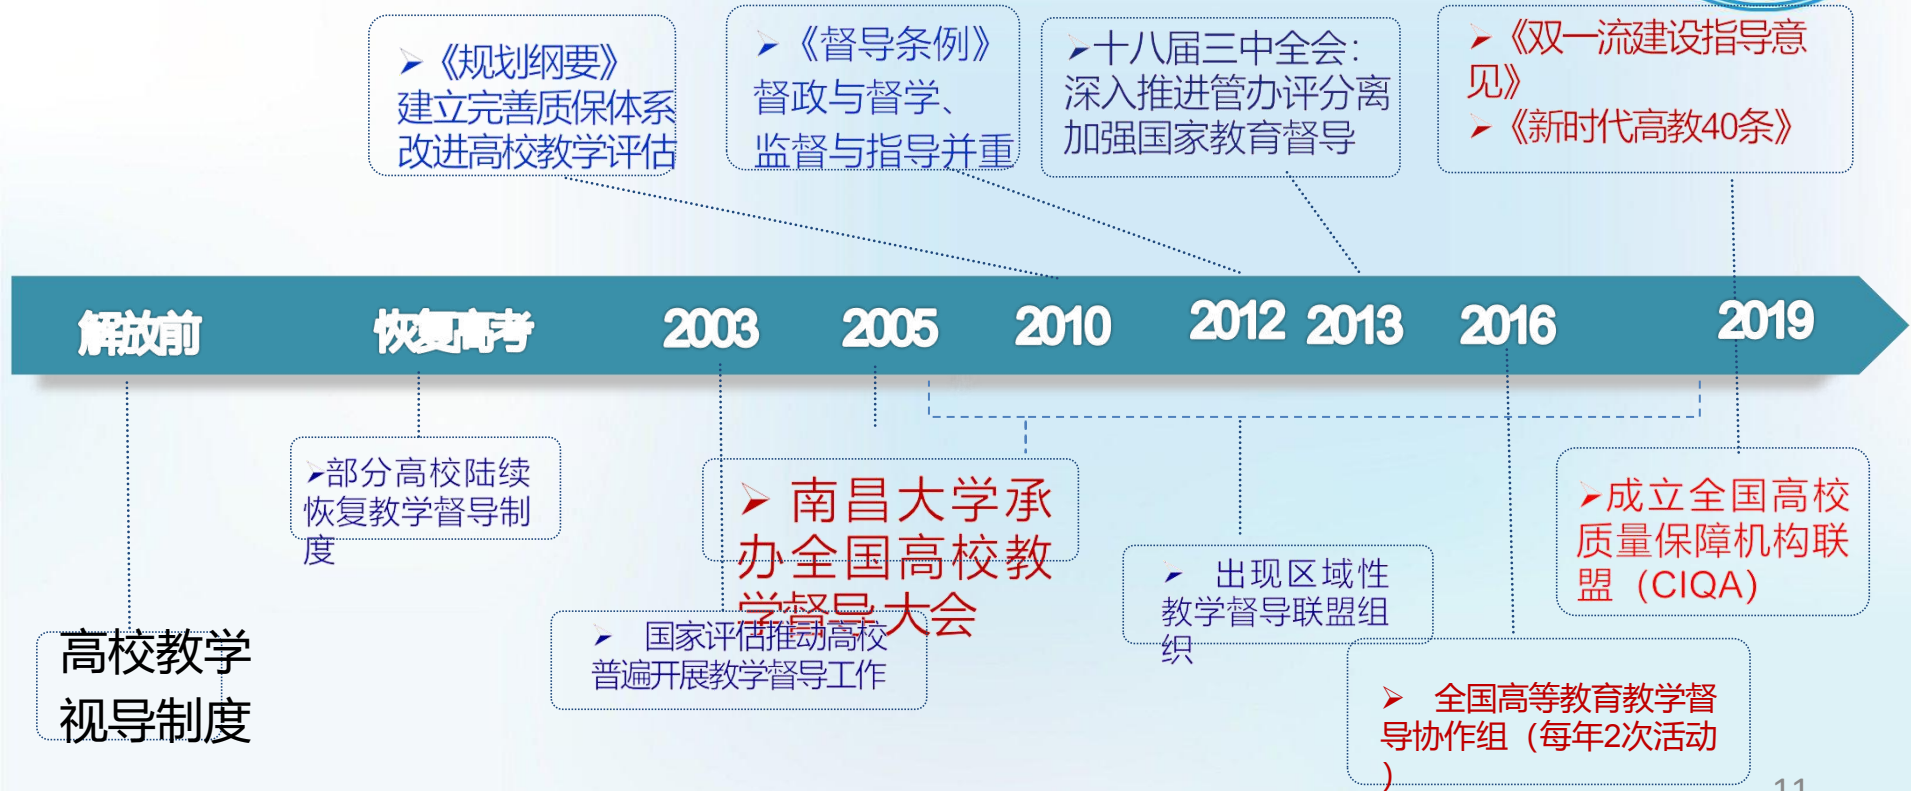 ➢《规划纲要》
建立完善质保体系
改进高校教学评估
➢《督导条例》
督政与督学、
监督与指导并重
➢十八届三中全会：
深入推进管办评分离
加强国家教育督导
➢《双一流建设指导意
见》
➢《新时代高教40条》
解放前
恢复高考
2003
2005
2010
2012
2013
2016
2019
➢部分高校陆续
恢复教学督导制
度
➢ 南昌大学承
办全国高校教
学督导大会
➢ 出现区域性
教学督导联盟组
织
➢成立全国高校
质量保障机构联
盟（CIQA）
高校教学
视导制度
➢ 国家评估推动高校
普遍开展教学督导工作
➢ 全国高等教育教学督
导协作组（每年2次活动
）
11